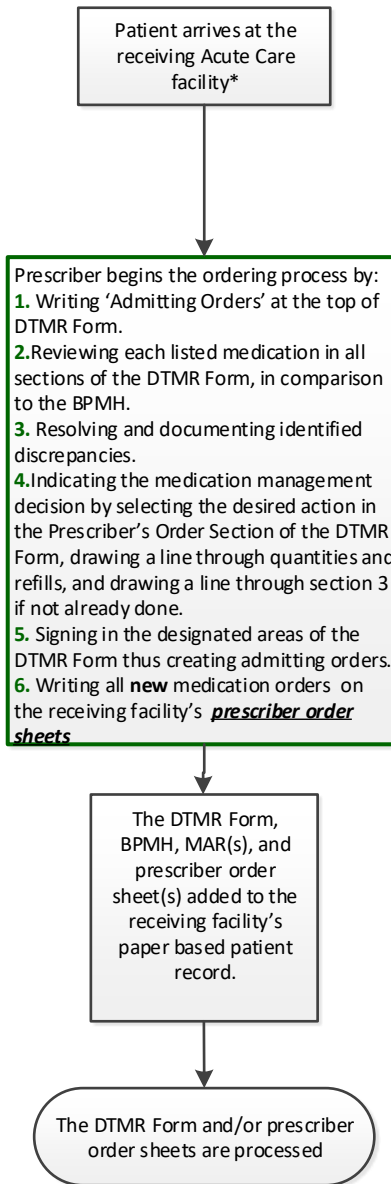 Patient arrives at the
receiving Acute Care
facility*
Prescriber begins the ordering process by:
1. Writing ‘Admitting Orders’ at the top of
DTMR Form.
2.Reviewing each listed medication in all
sections of the DTMR Form, in comparison
to the BPMH.
3. Resolving and documenting identified
discrepancies.
4.Indicating the medication management
decision by selecting the desired action in
the Prescriber’s Order Section of the DTMR
Form, drawing a line through quantities and
refills, and drawing a line through section 3
if not already done.
5. Signing in the designated areas of the
DTMR Form thus creating admitting orders.
6. Writing all new medication orders on
the receiving facility’s prescriber order
sheets
The DTMR Form,
BPMH, MAR(s), and
prescriber order
sheet(s) added to the
receiving facility’s
paper based patient
record.
The DTMR Form and/or prescriber
order sheets are processed